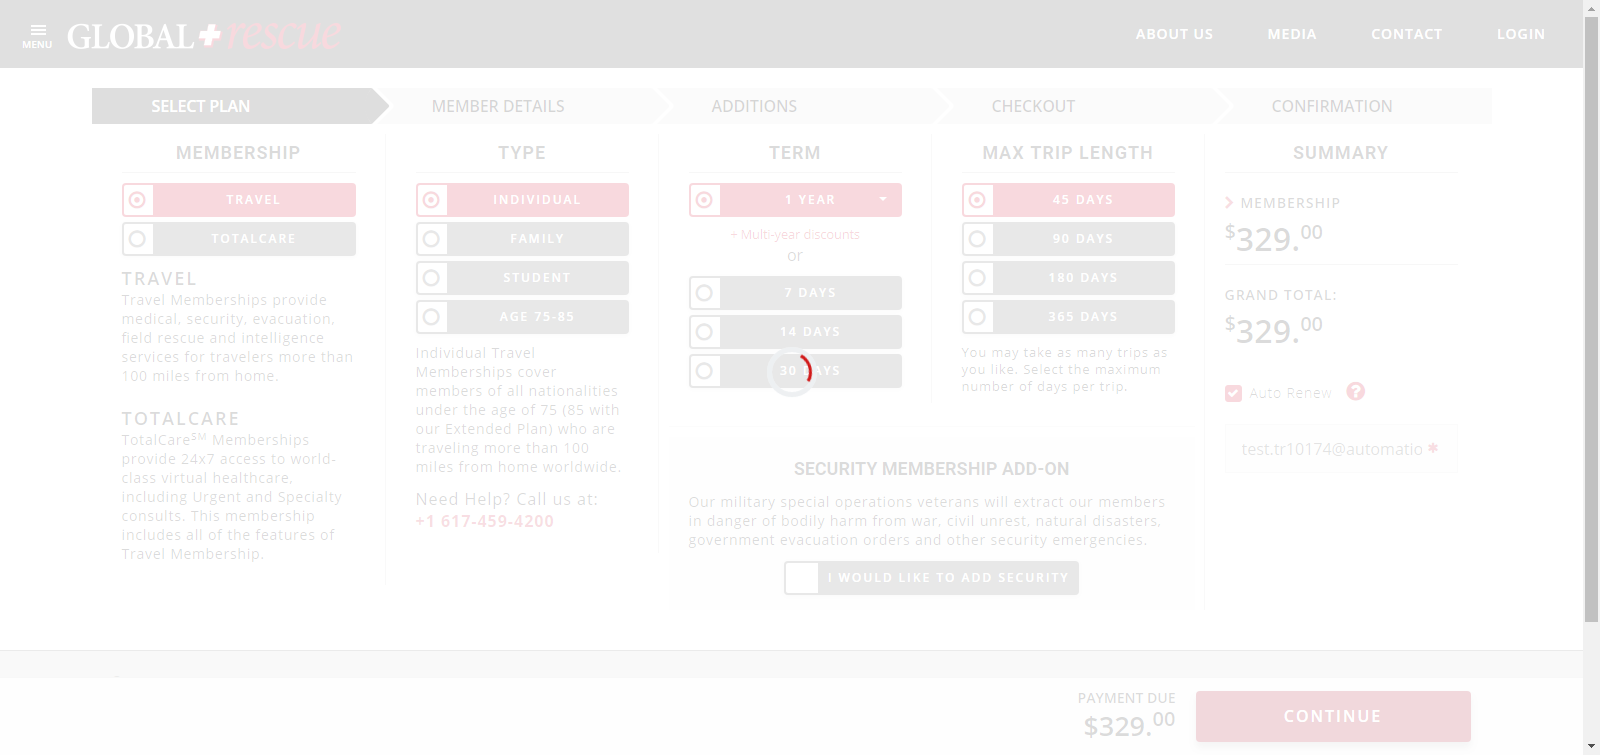 MENU
GLOBAL rescue
ABOUT US
MEDIA
CONTACT
LOGIN
SELECT PLAN
MEMBER DETAILS
ADDITIONS
CHECKOUT
CONFIRMATION
MEMBERSHIP
TRAVEL
TOTALCARE
TRAVEL
Travel Memberships provide
medical, security, evacuation,
field rescue and intelligence
services for travelers more than
100 miles from home.
TOTALCARE
TotalCareSM Memberships
provide 24x7 access to world-
class virtual healthcare,
including Urgent and Specialty
consults. This membership
includes all of the features of
Travel Membership.
TYPE
INDIVIDUAL
FAMILY
STUDENT
AGE 75-85
Individual Travel
Memberships cover
members of all nationalities
under the age of 75 (85 with
our Extended Plan) who are
traveling more than 100
miles from home worldwide.
Need Help? Call us at:
+1 617-459-4200
TERM
1 YEAR
+ Multi-year discounts
or
7 DAYS
14 DAYS
30 DAYS
MAX TRIP LENGTH
45 DAYS
90 DAYS
180 DAYS
365 DAYS
You may take as many trips as
you like. Select the maximum
number of days per trip.
SECURITY MEMBERSHIP ADD-ON
Our military special operations veterans will extract our members
in danger of bodily harm from war, civil unrest, natural disasters,
government evacuation orders and other security emergencies.
I WOULD LIKE TO ADD SECURITY
SUMMARY
MEMBERSHIP
$329.00
GRAND TOTAL:
$329.00
Auto Renew ?
test.tr10174@automatio *
PAYMENT DUE
$329.00
CONTINUE